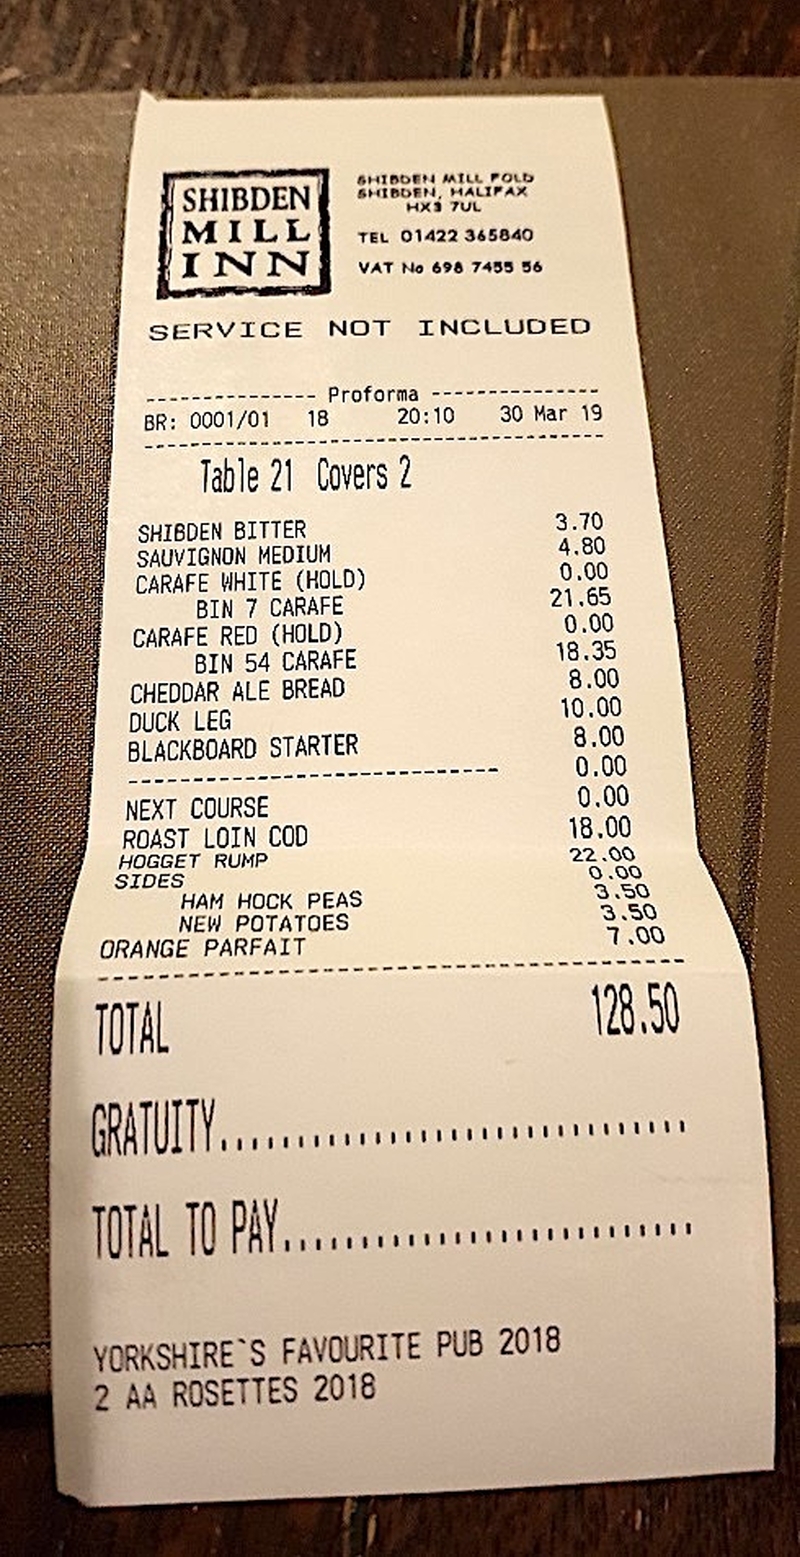 SHIBDEN
MILL
INN
SHIBDEN MILL FOLD
SHIBDEN, HALIFAX
HX3 7UL
TEL 01422 365840
VAT No 698 7455 56
SERVICE NOT INCLUDED
--------------- Proforma ---------------
BR: 0001/01 18 20:10 30 Mar 19
Table 21 Covers 2
SHIBDEN BITTER 3.70
SAUVIGNON MEDIUM 4.80
CARAFE WHITE (HOLD) 0.00
BIN 7 CARAFE 21.65
CARAFE RED (HOLD) 0.00
BIN 54 CARAFE 18.35
CHEDDAR ALE BREAD 8.00
DUCK LEG 10.00
BLACKBOARD STARTER 8.00
-------------------------------- 0.00
NEXT COURSE 0.00
ROAST LOIN COD 18.00
HOGGET RUMP 22.00
SIDES 0.00
HAM HOCK PEAS 3.50
NEW POTATOES 3.50
ORANGE PARFAIT 7.00
TOTAL 128.50
GRATUITY..............................
TOTAL TO PAY..........................
YORKSHIRE`S FAVOURITE PUB 2018
2 AA ROSETTES 2018